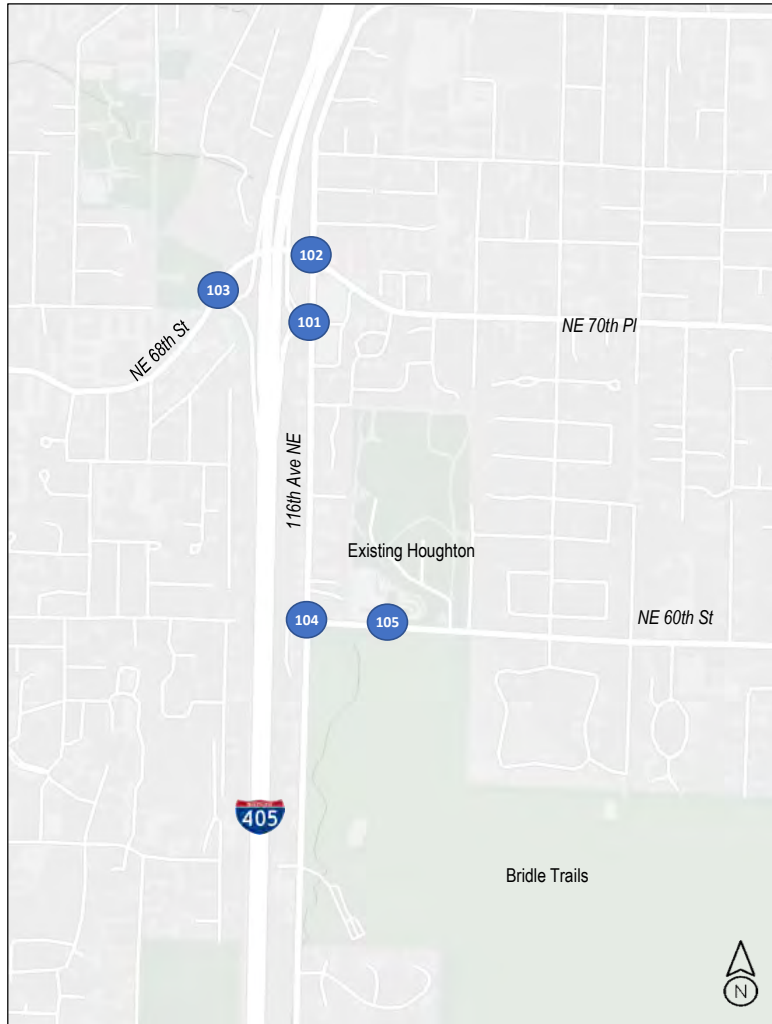 102
103
101
NE 70th Pl
NE 68th St
116th Ave NE
Existing Houghton
104
105
NE 60th St
405
Bridle Trails
N